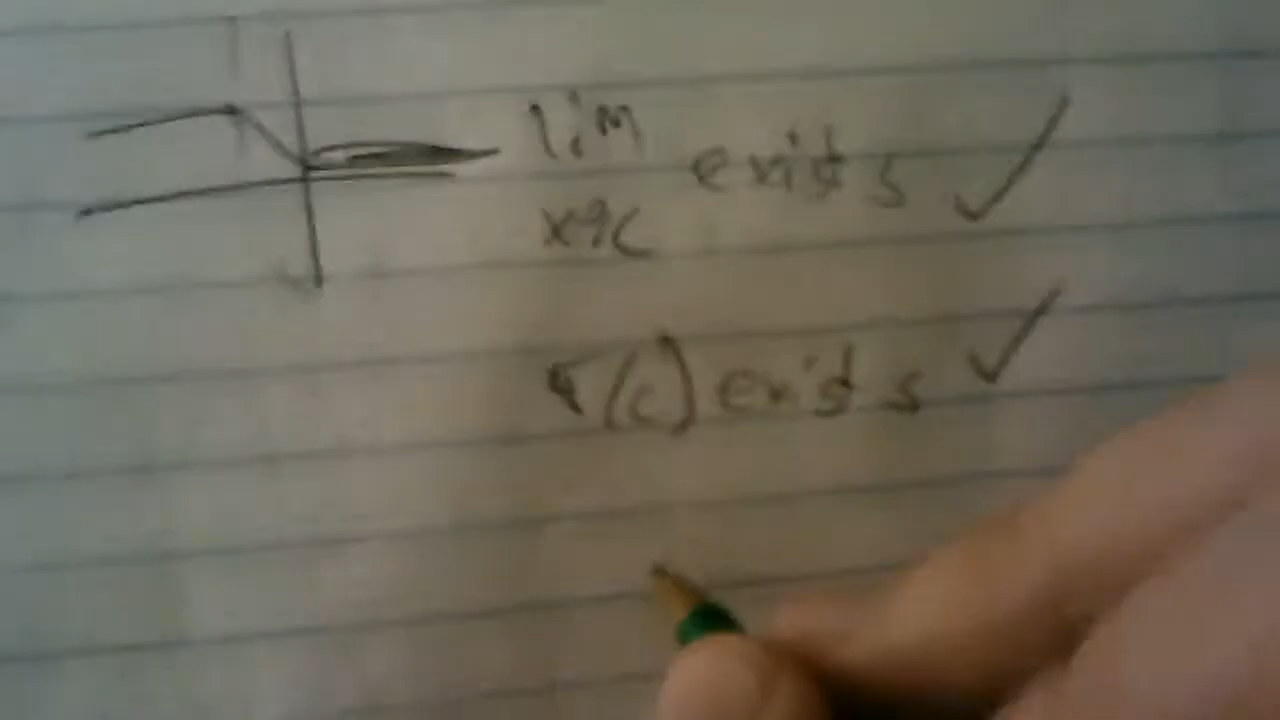 lim exists ✓
x→c
f(c) exists ✓